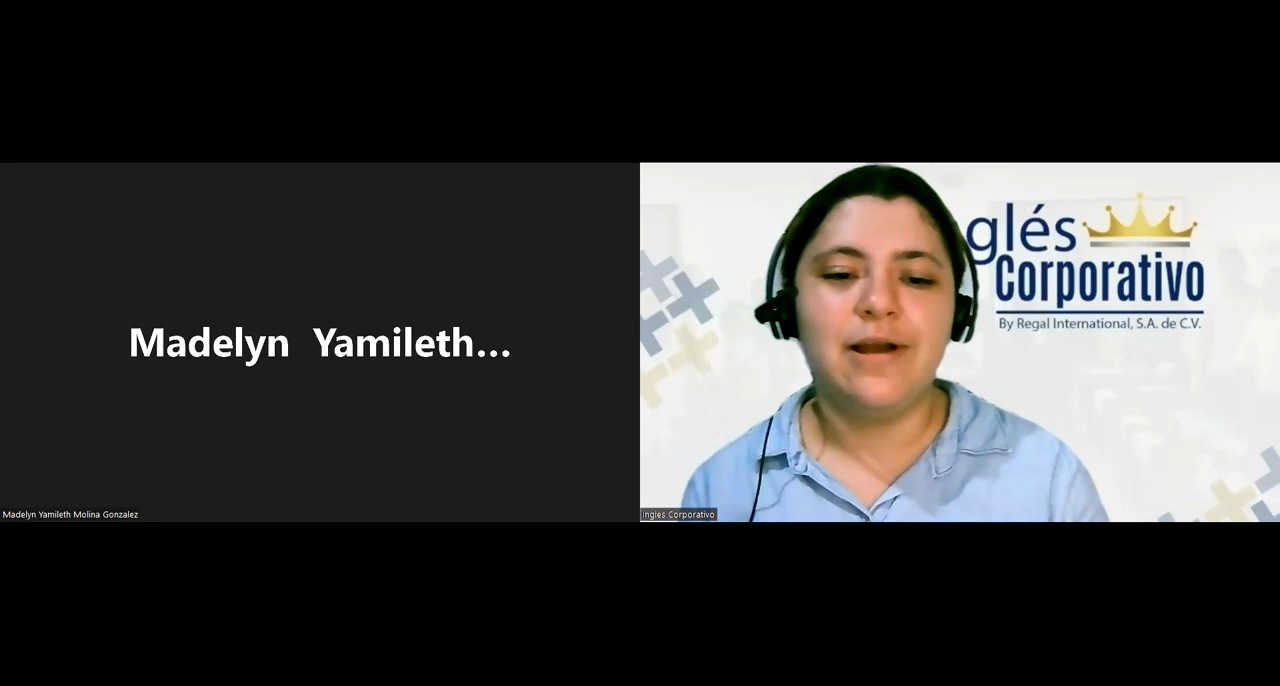 Madelyn Yamileth...
Madelyn Yamileth Molina Gonzalez
glés
Corporativo
By Regal International, S.A. de C.V.
Ingles Corporativo